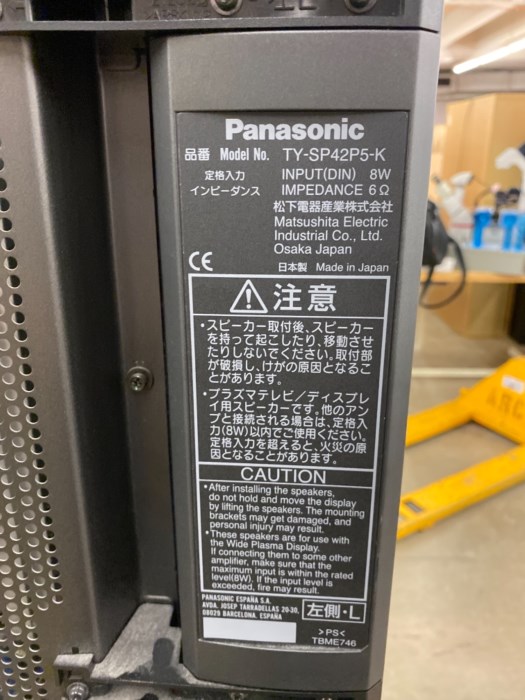 Panasonic
品番 Model No. TY-SP42P5-K
定格入力 INPUT(DIN) 8W
インピーダンス IMPEDANCE 6Ω
松下電器産業株式会社
Matsushita Electric
Industrial Co., Ltd.
Osaka Japan
CE 日本製 Made in Japan
注意
・スピーカー取付後、スピーカー
を持って起こしたり、移動させ
たりしないでください。取付部
が破損し、けがの原因となるこ
とがあります。
・プラズマテレビ/ディスプレ
イ用スピーカーです。他のアン
プと接続される場合は、定格入
力(8W)以内でご使用ください。
定格入力を超えると、火災の原
因となることがあります。
CAUTION
•After installing the speakers,
do not hold and move the display
by lifting the speakers. The mounting
brackets may get damaged, and
personal injury may result.
•These speakers are for use with
the Wide Plasma Display.
If connecting them to some other
amplifier, make sure that the
maximum input is within the rated
level(8W). If the input level is
exceeded, fire may result.
PANASONIC ESPAÑA S.A.
AVDA. JOSEP TARRADELLAS 20-30,
08029 BARCELONA. ESPAÑA
左側・L
>PS<
TBME746